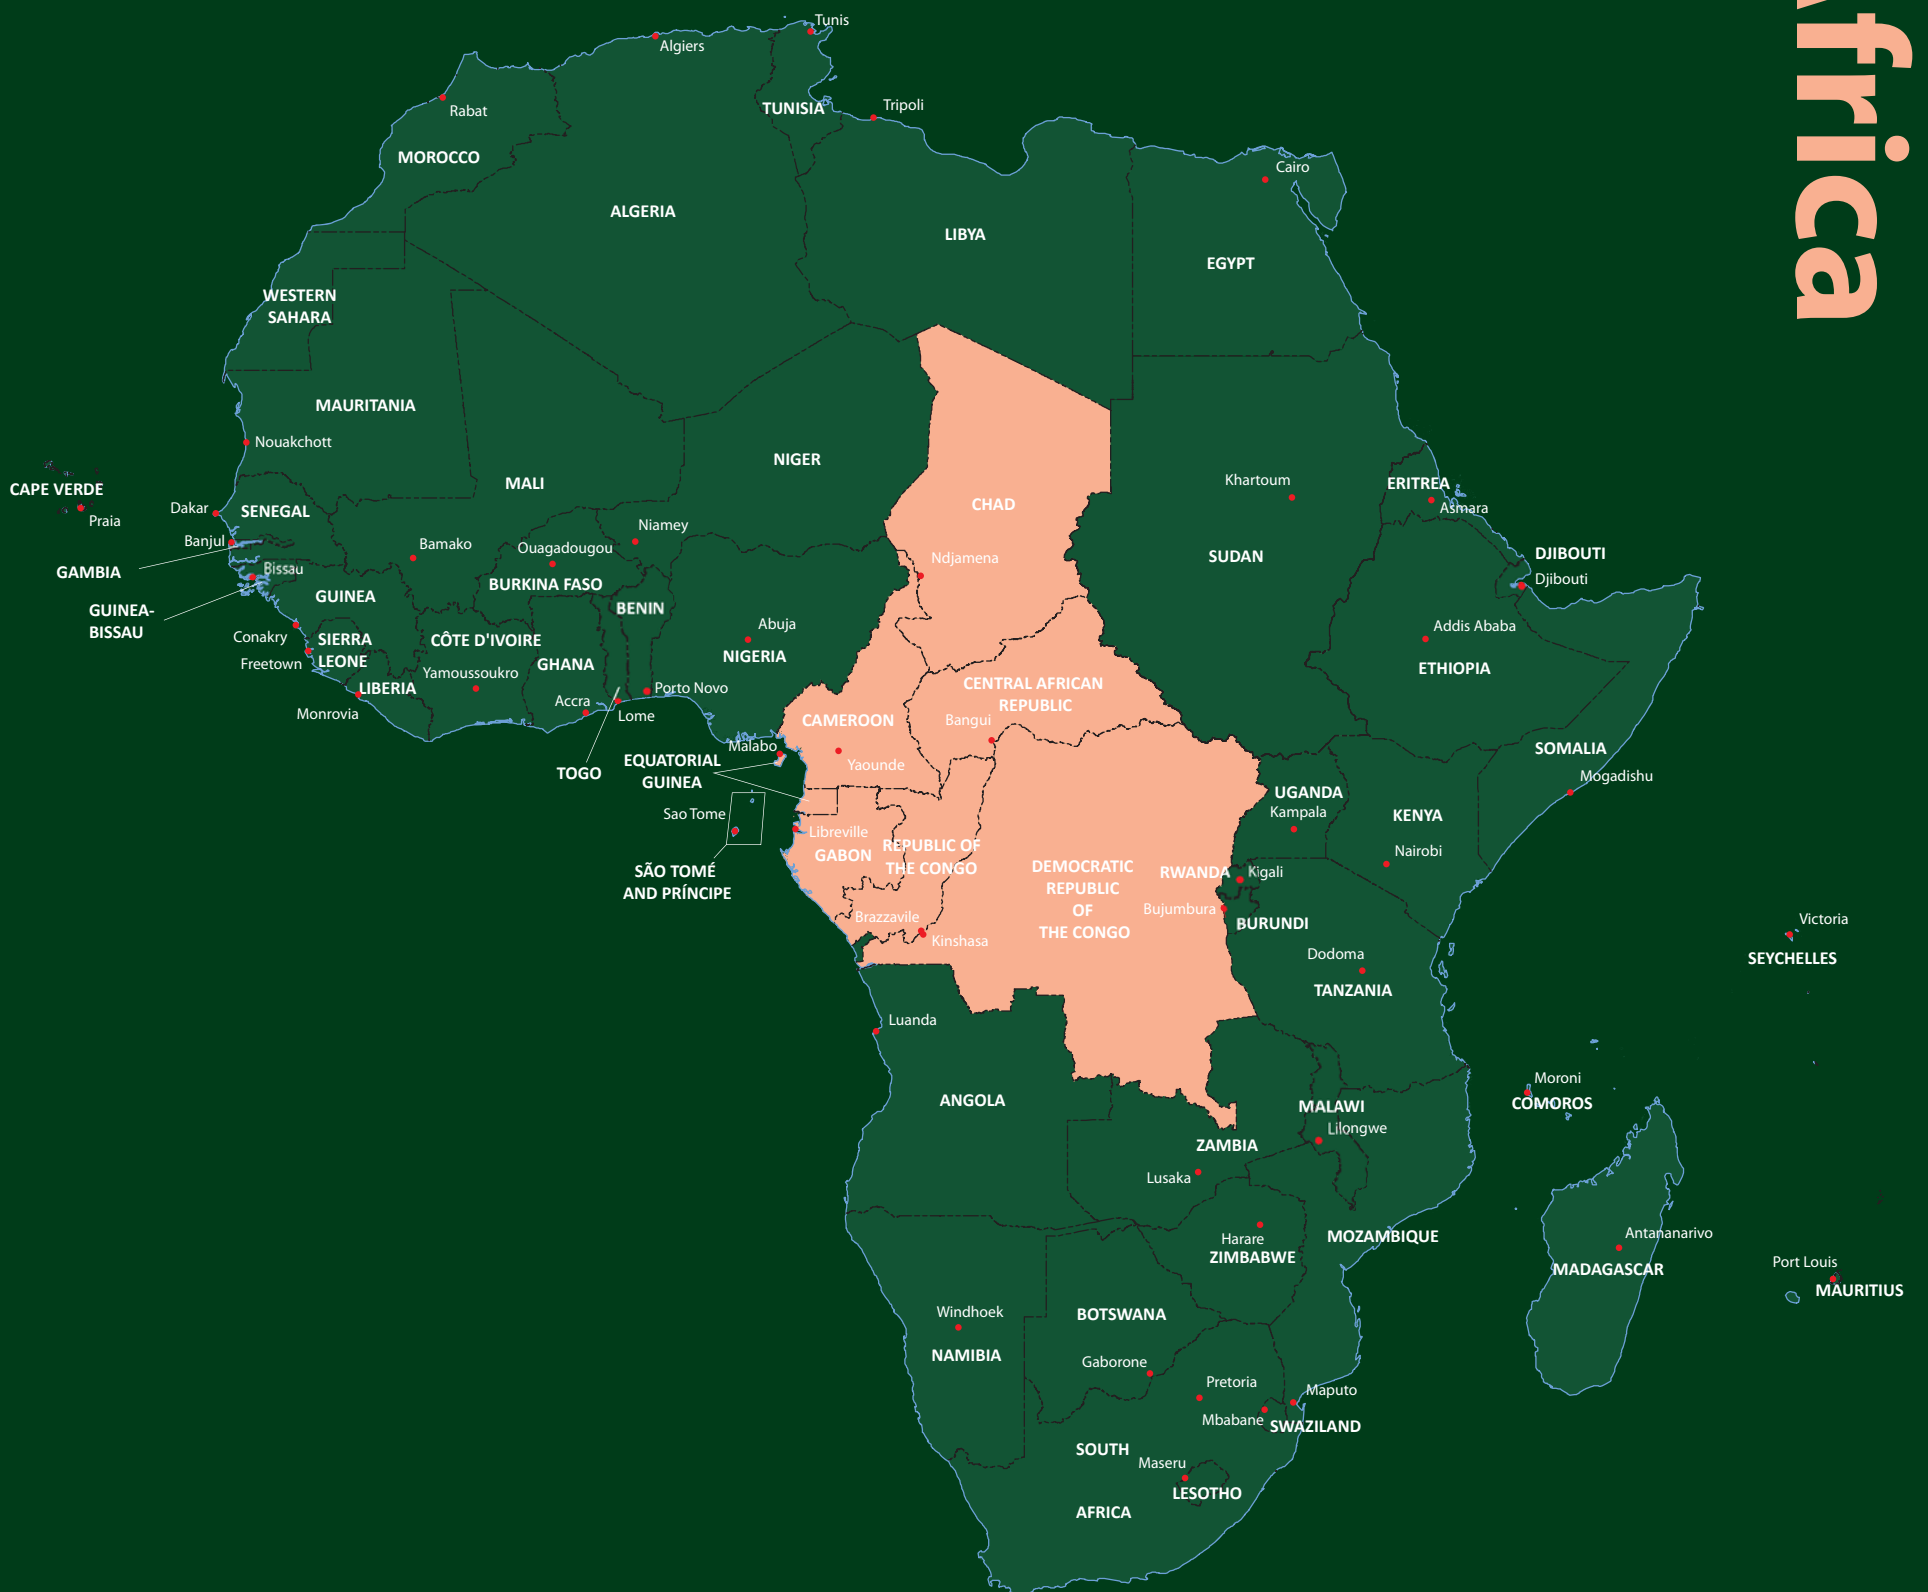 frica
Tunis
Algiers
Tripoli
TUNISIA
Rabat
MOROCCO
Cairo
ALGERIA
LIBYA
EGYPT
WESTERN
SAHARA
MAURITANIA
Nouakchott
NIGER
MALI
Khartoum
ERITREA
Asmara
CAPE VERDE
Praia
Dakar
SENEGAL
CHAD
Banjul
Bamako
Niamey
Ouagadougou
BURKINA FASO
Ndjamena
SUDAN
DJIBOUTI
Djibouti
GAMBIA
Bissau
GUINEA
GUINEA-
BISSAU
BENIN
Abuja
NIGERIA
Addis Ababa
ETHIOPIA
Conakry
Freetown
SIERRA
LEONE
CÔTE D'IVOIRE
Yamoussoukro
GHANA
LIBERIA
Monrovia
Accra
Lome
Porto Novo
CENTRAL AFRICAN
REPUBLIC
Bangui
CAMEROON
Yaounde
Malabo
TOGO
EQUATORIAL
GUINEA
SOMALIA
Mogadishu
UGANDA
Kampala
KENYA
Nairobi
Sao Tome
Libreville
GABON
REPUBLIC OF
THE CONGO
SÃO TOMÉ
AND PRÍNCIPE
DEMOCRATIC
REPUBLIC
OF
THE CONGO
RWANDA
Kigali
Bujumbura
BURUNDI
Brazzavile
Kinshasa
Victoria
SEYCHELLES
Dodoma
TANZANIA
Luanda
ANGOLA
Moroni
COMOROS
MALAWI
Lilongwe
ZAMBIA
Lusaka
Harare
ZIMBABWE
MOZAMBIQUE
Antananarivo
MADAGASCAR
Port Louis
MAURITIUS
Windhoek
NAMIBIA
BOTSWANA
Gaborone
Pretoria
Maputo
Mbabane
SWAZILAND
SOUTH
AFRICA
Maseru
LESOTHO